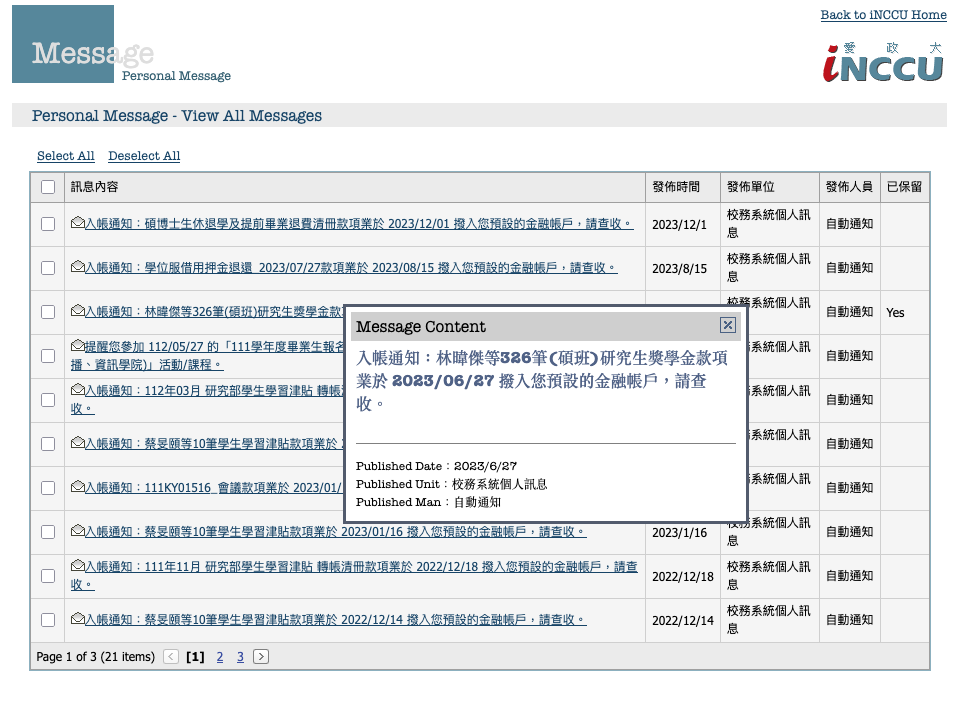 Back to iNCCU Home
Message
Personal Message
愛 政 大
iNCCU
Personal Message - View All Messages
Select All Deselect All
訊息內容 發佈時間 發佈單位 發佈人員 已保留
入帳通知：碩博士生休退學及提前畢業退費清冊款項業於 2023/12/01 撥入您預設的金融帳戶，請查收。 2023/12/1 校務系統個人訊息 自動通知
入帳通知：學位服借用押金退還_2023/07/27款項業於 2023/08/15 撥入您預設的金融帳戶，請查收。 2023/8/15 校務系統個人訊息 自動通知
入帳通知：林暐傑等326筆(碩班)研究生獎學金款 校務系統個人訊息 自動通知 Yes
提醒您參加 112/05/27 的「111學年度畢業生報名
播、資訊學院)」活動/課程。 系統個人訊息 自動通知
入帳通知：112年03月 研究部學生學習津貼 轉帳
收。 系統個人訊息 自動通知
入帳通知：蔡旻頤等10筆學生學習津貼款項業於 系統個人訊息 自動通知
入帳通知：111KY01516_會議款項業於 2023/01/ 系統個人訊息 自動通知
入帳通知：蔡旻頤等10筆學生學習津貼款項業於 2023/01/16 撥入您預設的金融帳戶，請查收。 2023/1/16 校務系統個人訊息 自動通知
入帳通知：111年11月 研究部學生學習津貼 轉帳清冊款項業於 2022/12/18 撥入您預設的金融帳戶，請查
收。 2022/12/18 校務系統個人訊息 自動通知
入帳通知：蔡旻頤等10筆學生學習津貼款項業於 2022/12/14 撥入您預設的金融帳戶，請查收。 2022/12/14 校務系統個人訊息 自動通知
Message Content
入帳通知：林暐傑等326筆(碩班)研究生獎學金款項
業於 2023/06/27 撥入您預設的金融帳戶，請查
收。
Published Date：2023/6/27
Published Unit：校務系統個人訊息
Published Man：自動通知
Page 1 of 3 (21 items) < [1] 2 3 >